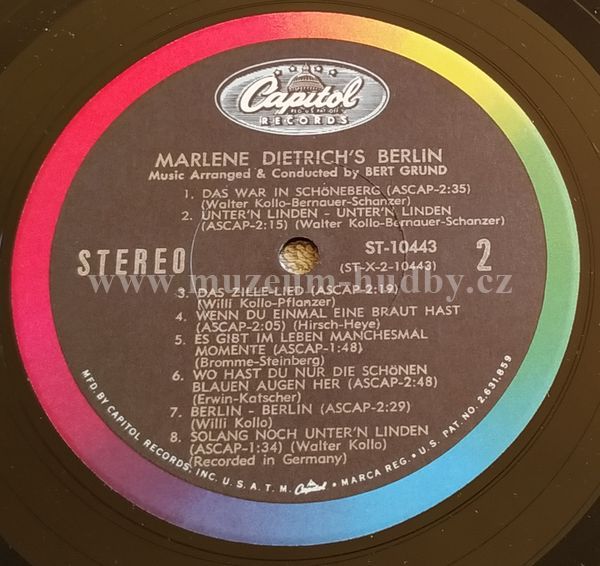 Capitol
REG. U.S. PAT. OFF.
RECORDS
MARLENE DIETRICH'S BERLIN
Music Arranged & Conducted by BERT GRUND
1. DAS WAR IN SCHÖNEBERG (ASCAP-2:35)
(Walter Kollo-Bernauer-Schanzer)
2. UNTER'N LINDEN - UNTER'N LINDEN
(ASCAP-2:15) (Walter Kollo-Bernauer-Schanzer)
STEREO
ST-10443
(ST-X-2-10443)
2
www.muzeum-hudby.cz
3. DAS ZILLE-LIED (ASCAP-2:19)
(Willi Kollo-Pflanzer)
4. WENN DU EINMAL EINE BRAUT HAST
(ASCAP-2:05) (Hirsch-Heye)
5. ES GIBT IM LEBEN MANCHESMAL
MOMENTE (ASCAP-1:48)
(Bromme-Steinberg)
6. WO HAST DU NUR DIE SCHÖNEN
BLAUEN AUGEN HER (ASCAP-2:48)
(Erwin-Katscher)
7. BERLIN - BERLIN (ASCAP-2:29)
(Willi Kollo)
8. SOLANG NOCH UNTER'N LINDEN
(ASCAP-1:34) (Walter Kollo)
(Recorded in Germany)
MFD. BY CAPITOL RECORDS, INC. U.S.A. T.M. Capitol • MARCA REG. • U.S. PAT. NO. 2,631,859